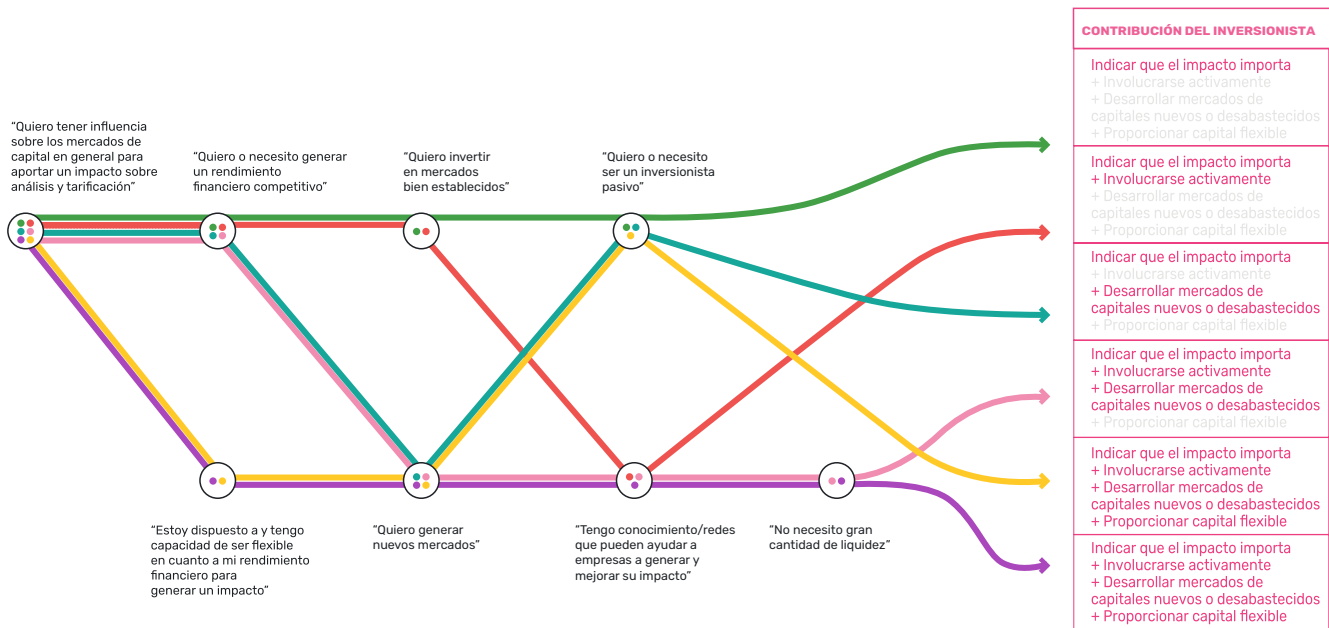 CONTRIBUCIÓN DEL INVERSIONISTA
Indicar que el impacto importa
+ Involucrarse activamente
+ Desarrollar mercados de
capitales nuevos o desabastecidos
+ Proporcionar capital flexible
Indicar que el impacto importa
+ Involucrarse activamente
+ Desarrollar mercados de
capitales nuevos o desabastecidos
+ Proporcionar capital flexible
Indicar que el impacto importa
+ Involucrarse activamente
+ Desarrollar mercados de
capitales nuevos o desabastecidos
+ Proporcionar capital flexible
Indicar que el impacto importa
+ Involucrarse activamente
+ Desarrollar mercados de
capitales nuevos o desabastecidos
+ Proporcionar capital flexible
Indicar que el impacto importa
+ Involucrarse activamente
+ Desarrollar mercados de
capitales nuevos o desabastecidos
+ Proporcionar capital flexible
Indicar que el impacto importa
+ Involucrarse activamente
+ Desarrollar mercados de
capitales nuevos o desabastecidos
+ Proporcionar capital flexible
“Quiero tener influencia
sobre los mercados de
capital en general para
aportar un impacto sobre
análisis y tarificación”
“Quiero o necesito generar
un rendimiento
financiero competitivo”
“Quiero invertir
en mercados
bien establecidos”
“Quiero o necesito
ser un inversionista
pasivo”
“Estoy dispuesto a y tengo
capacidad de ser flexible
en cuanto a mi rendimiento
financiero para
generar un impacto”
“Quiero generar
nuevos mercados”
“Tengo conocimiento/redes
que pueden ayudar a
empresas a generar y
mejorar su impacto”
“No necesito gran
cantidad de liquidez”